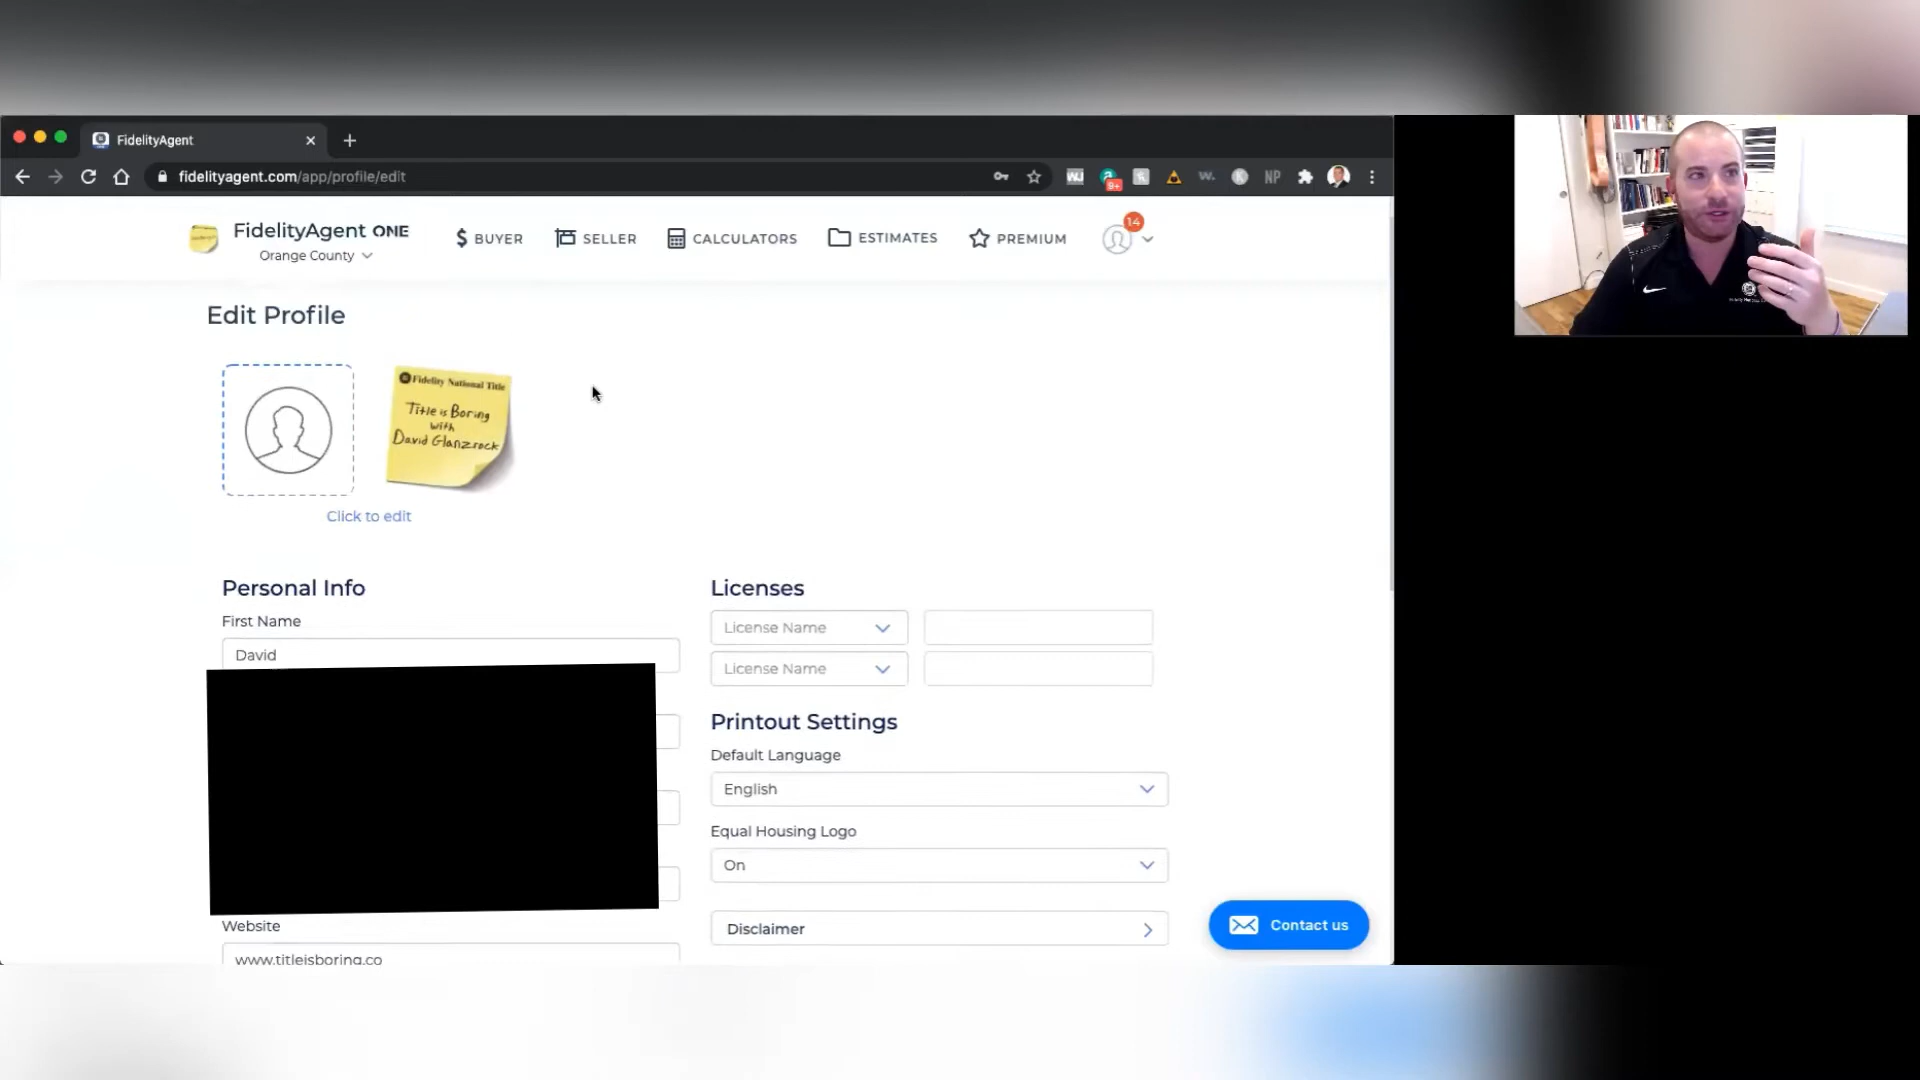 FidelityAgent
fidelityagent.com/app/profile/edit
9+
W.
NP
FidelityAgent ONE
Orange County
BUYER
SELLER
CALCULATORS
ESTIMATES
PREMIUM
14
Edit Profile
Fidelity National Title
Title is Boring
with
David Glanzrock
Click to edit
Personal Info
First Name
David
Website
www.titleisboring.co
Licenses
License Name
License Name
Printout Settings
Default Language
English
Equal Housing Logo
On
Disclaimer
Contact us